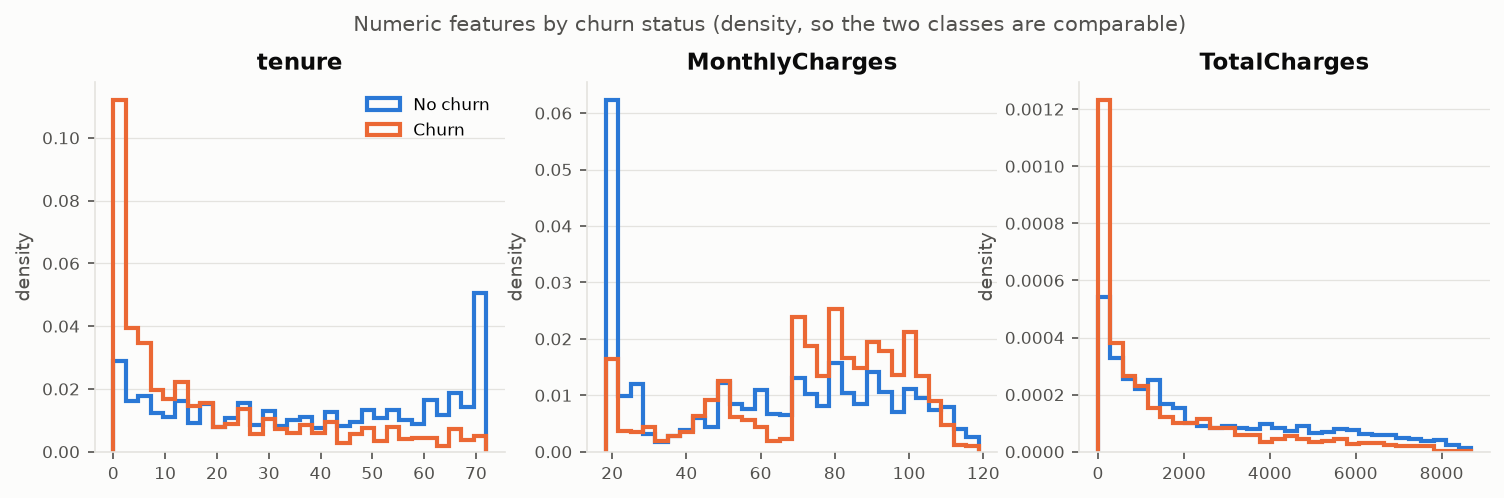 Numeric features by churn status (density, so the two classes are comparable)
tenure
density
0.00
0.02
0.04
0.06
0.08
0.10
0 10 20 30 40 50 60 70
No churn
Churn
MonthlyCharges
density
0.00
0.01
0.02
0.03
0.04
0.05
0.06
20 40 60 80 100 120
TotalCharges
density
0.0000
0.0002
0.0004
0.0006
0.0008
0.0010
0.0012
0 2000 4000 6000 8000